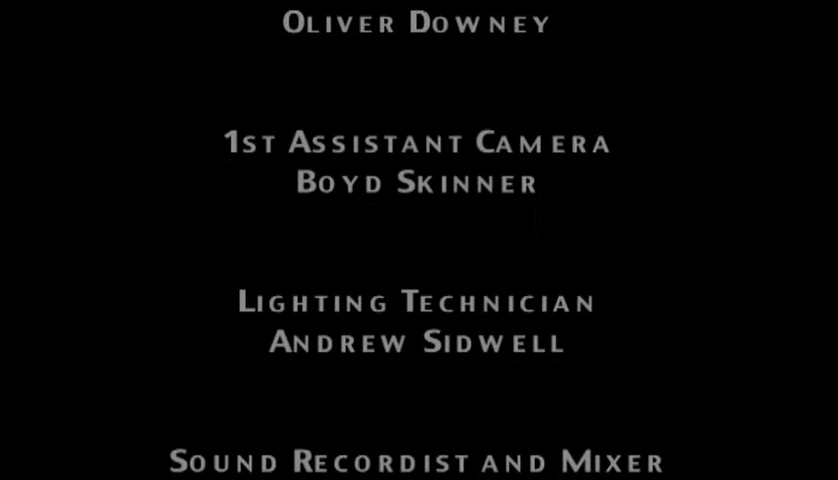 OLIVER DOWNEY
1ST ASSISTANT CAMERA
BOYD SKINNER
LIGHTING TECHNICIAN
ANDREW SIDWELL
SOUND RECORDIST AND MIXER